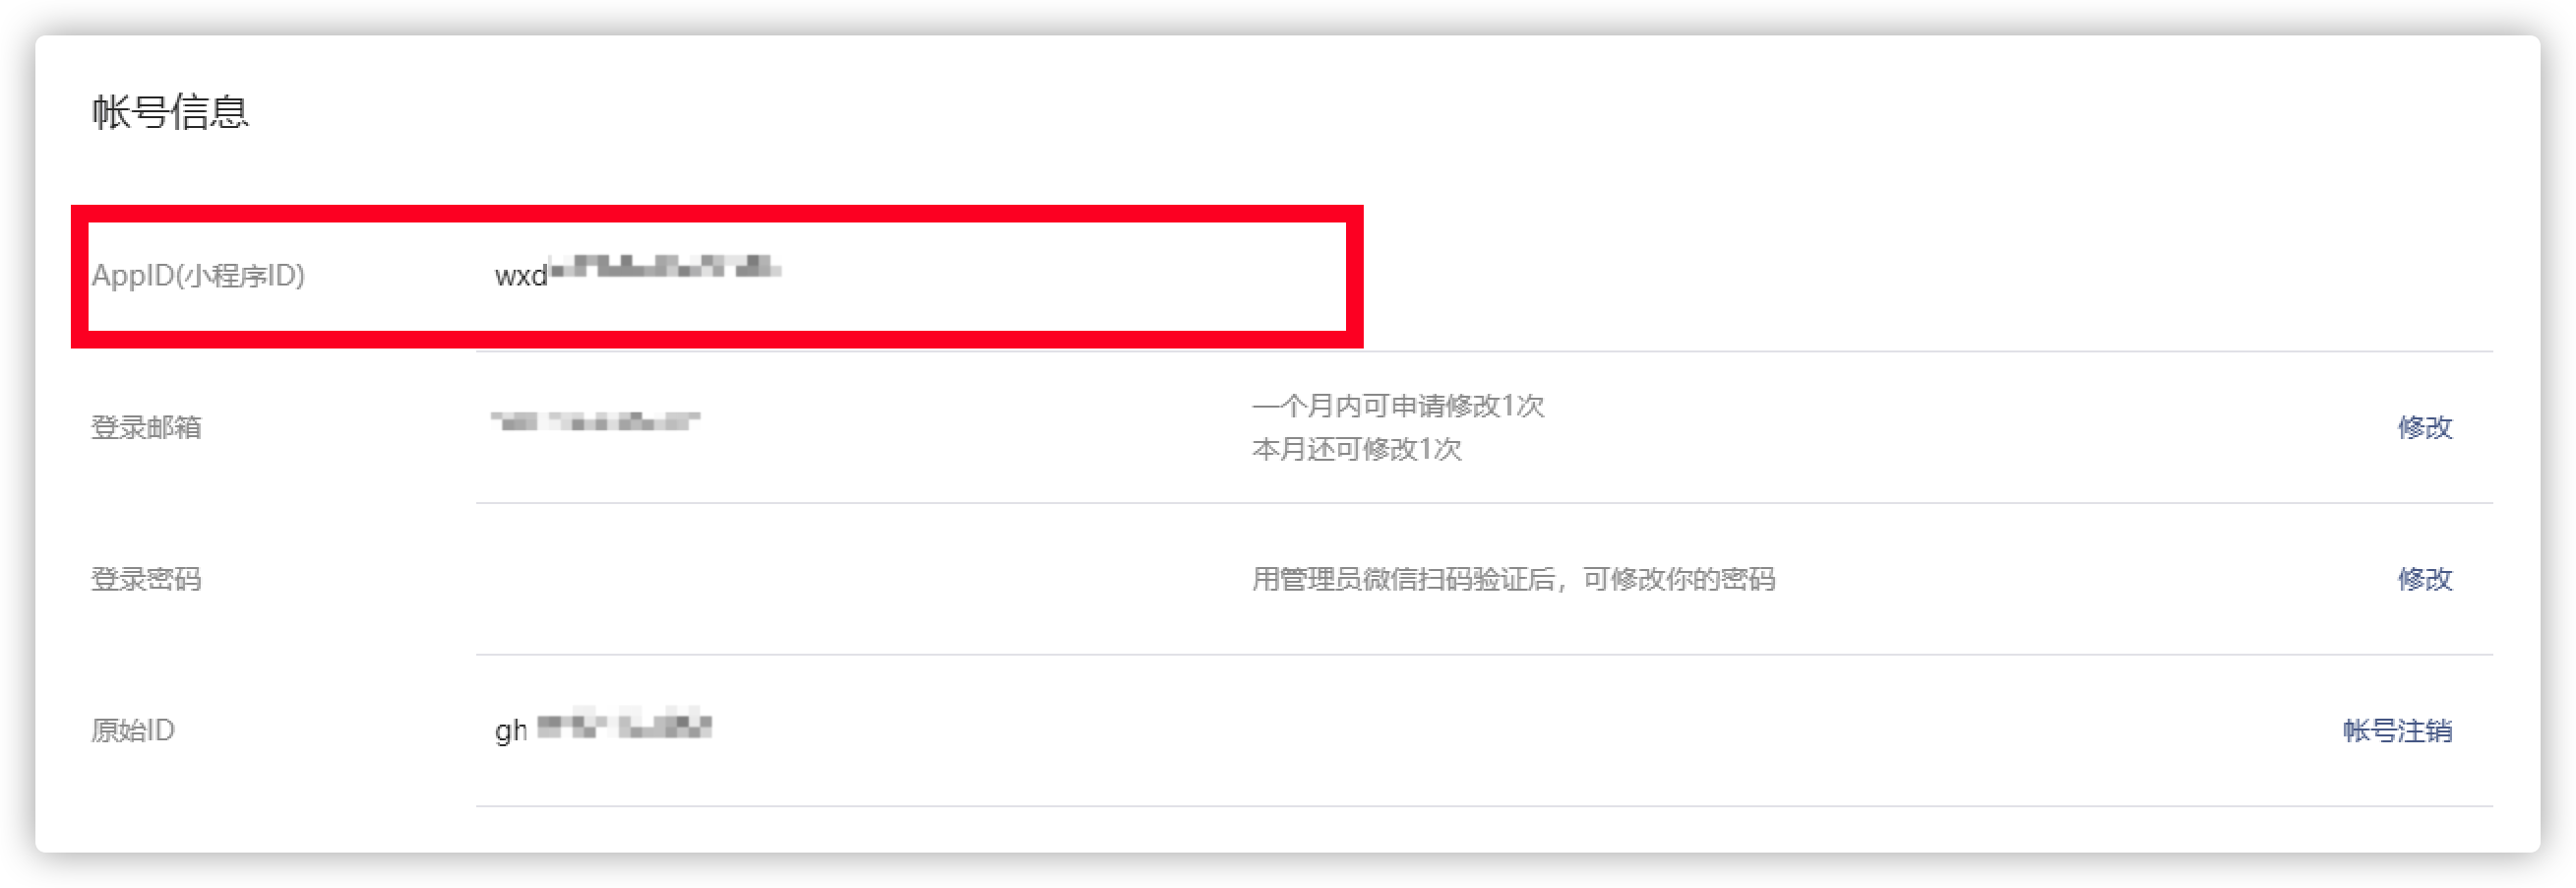 帐号信息
AppID(小程序ID) wxd
登录邮箱
一个月内可申请修改1次
本月还可修改1次
修改
登录密码 用管理员微信扫码验证后，可修改你的密码 修改
原始ID gh 帐号注销